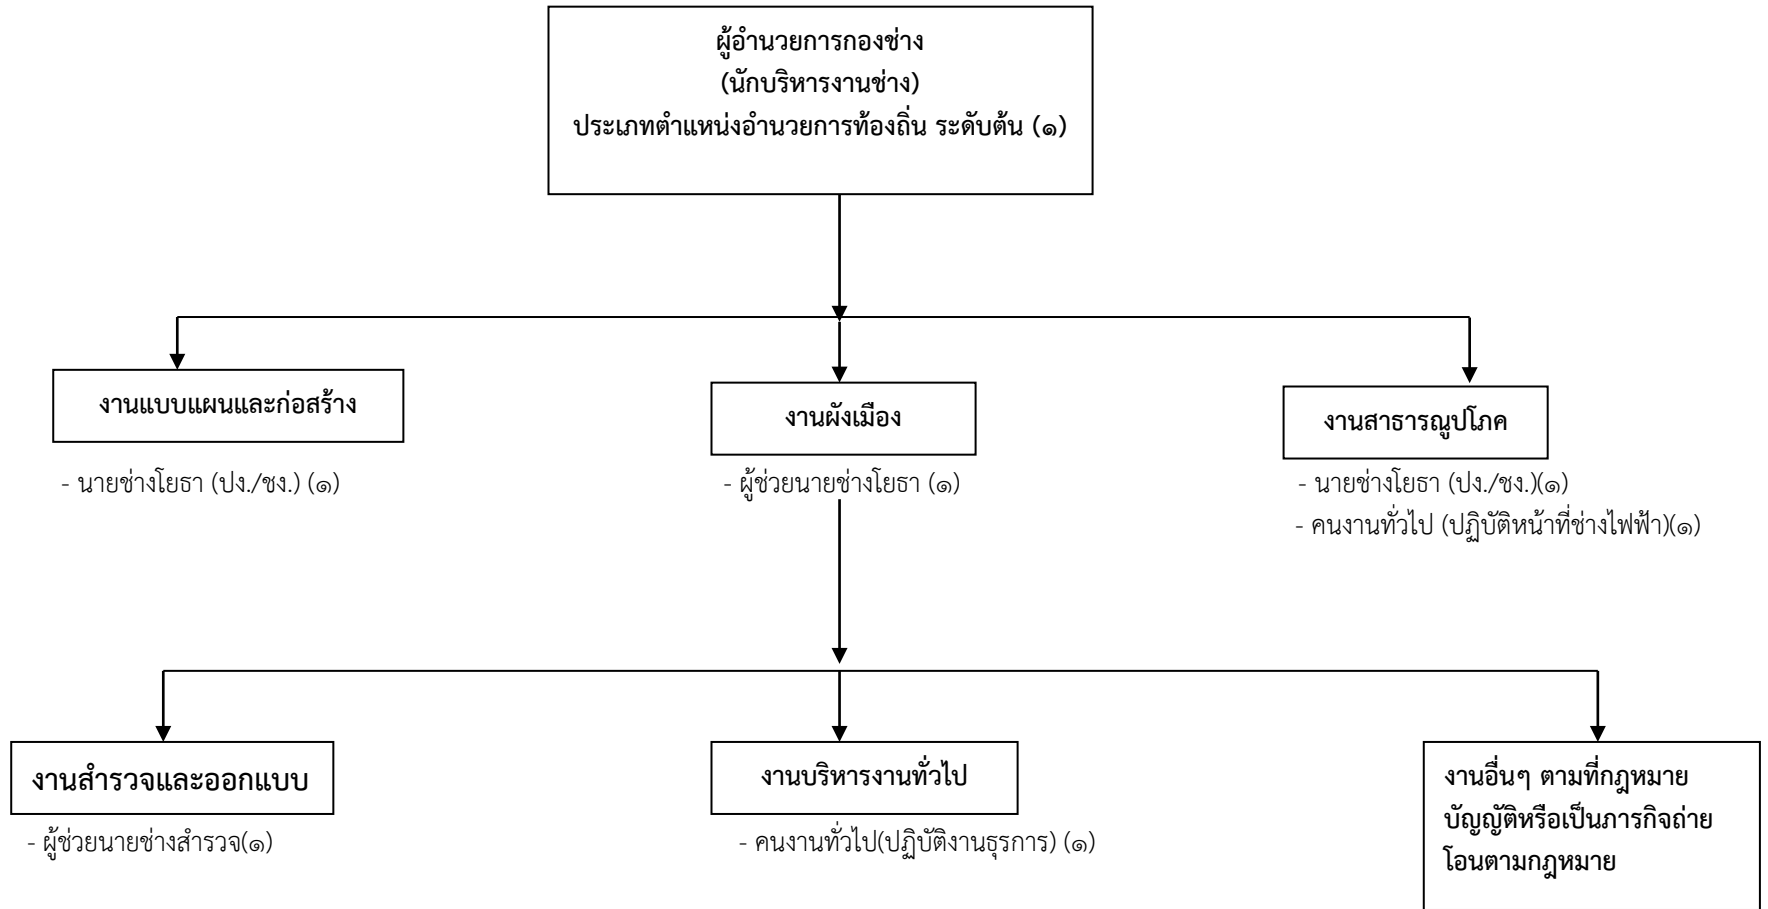 ผู้อำนวยการกองช่าง
(นักบริหารงานช่าง)
ประเภทตำแหน่งอำนวยการท้องถิ่น ระดับต้น (๑)
งานแบบแผนและก่อสร้าง
งานผังเมือง
งานสาธารณูปโภค
- นายช่างโยธา (ปง./ชง.) (๑)
- ผู้ช่วยนายช่างโยธา (๑)
- นายช่างโยธา (ปง./ชง.)(๑)
- คนงานทั่วไป (ปฏิบัติหน้าที่ช่างไฟฟ้า)(๑)
งานสำรวจและออกแบบ
งานบริหารงานทั่วไป
งานอื่นๆ ตามที่กฎหมาย
บัญญัติหรือเป็นภารกิจถ่าย
โอนตามกฎหมาย
- ผู้ช่วยนายช่างสำรวจ(๑)
- คนงานทั่วไป(ปฏิบัติงานธุรการ) (๑)